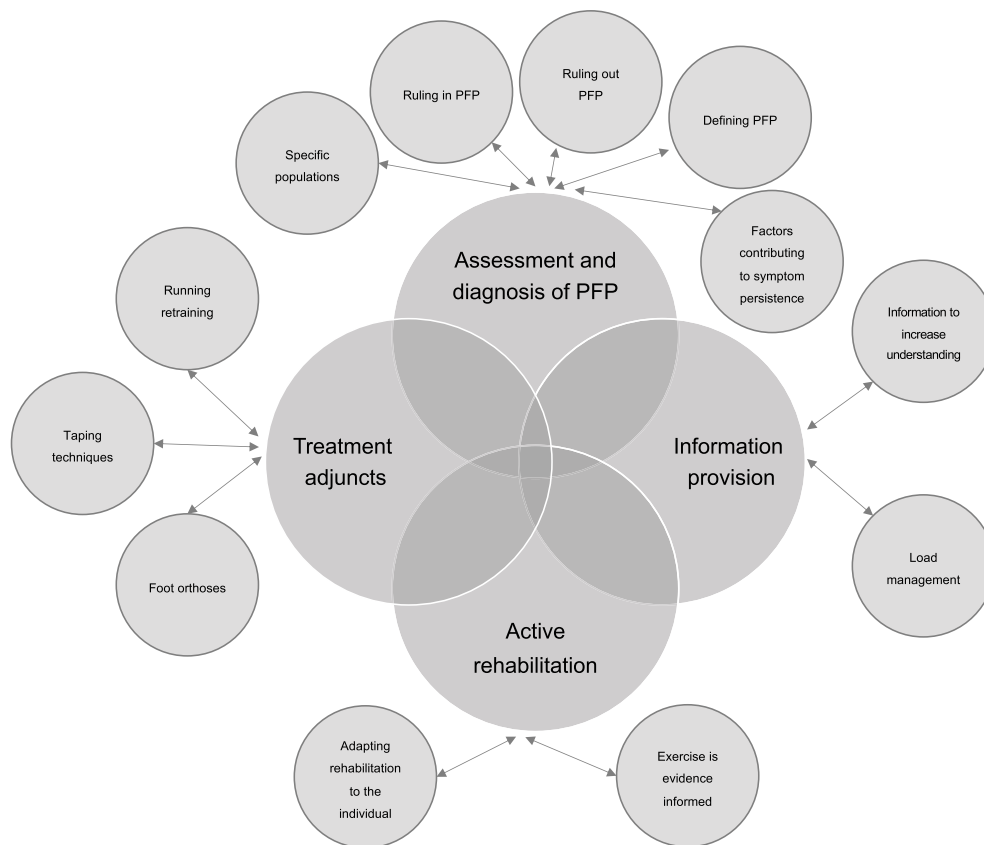 Ruling out
PFP
Ruling in PFP
Defining PFP
Specific
populations
Factors
contributing
to symptom
persistence
Assessment and
diagnosis of PFP
Running
retraining
Information to
increase
understanding
Taping
techniques
Treatment
adjuncts
Information
provision
Foot orthoses
Load
management
Active
rehabilitation
Adapting
rehabilitation
to the
individual
Exercise is
evidence
informed